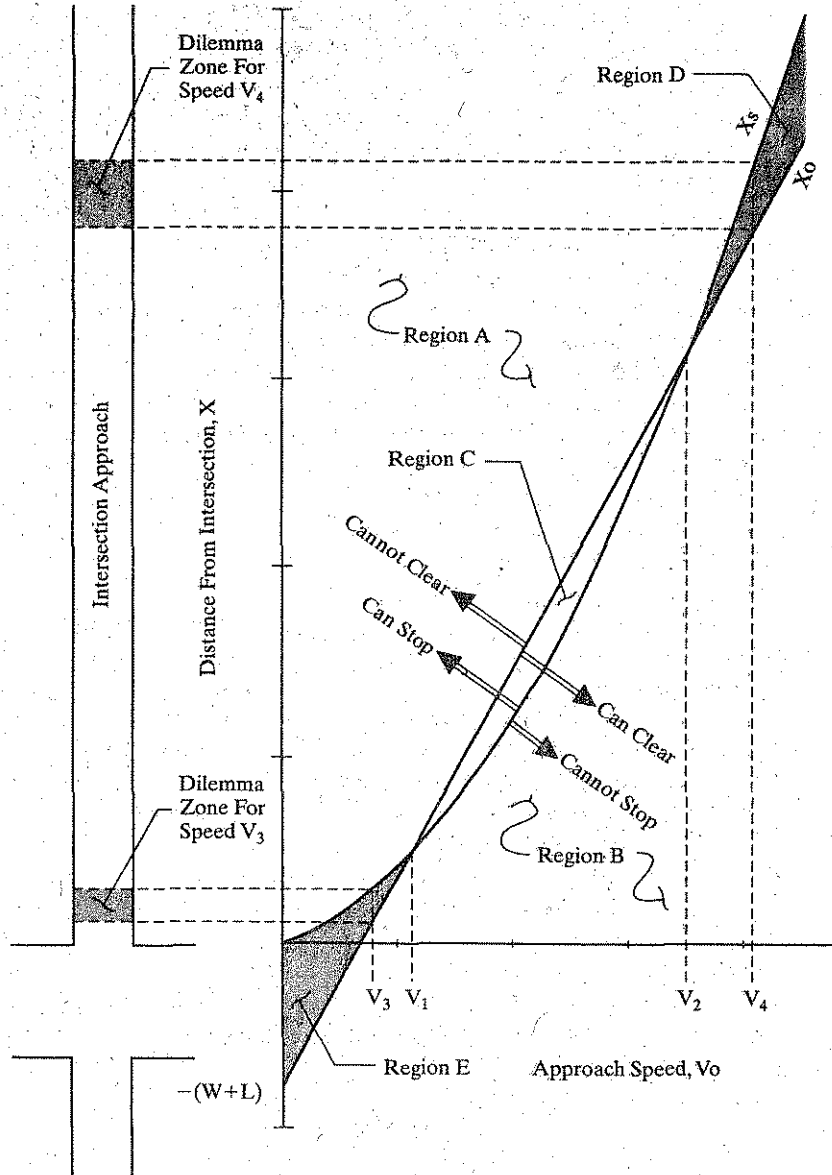 Dilemma
Zone For
Speed V₄
Region D
Xs
Xo
Region A
Intersection Approach
Distance From Intersection, X
Region C
Cannot Clear
Can Stop
Can Clear
Cannot Stop
Dilemma
Zone For
Speed V₃
Region B
V₃
V₁
V₂
V₄
Region E
Approach Speed, Vo
−(W+L)